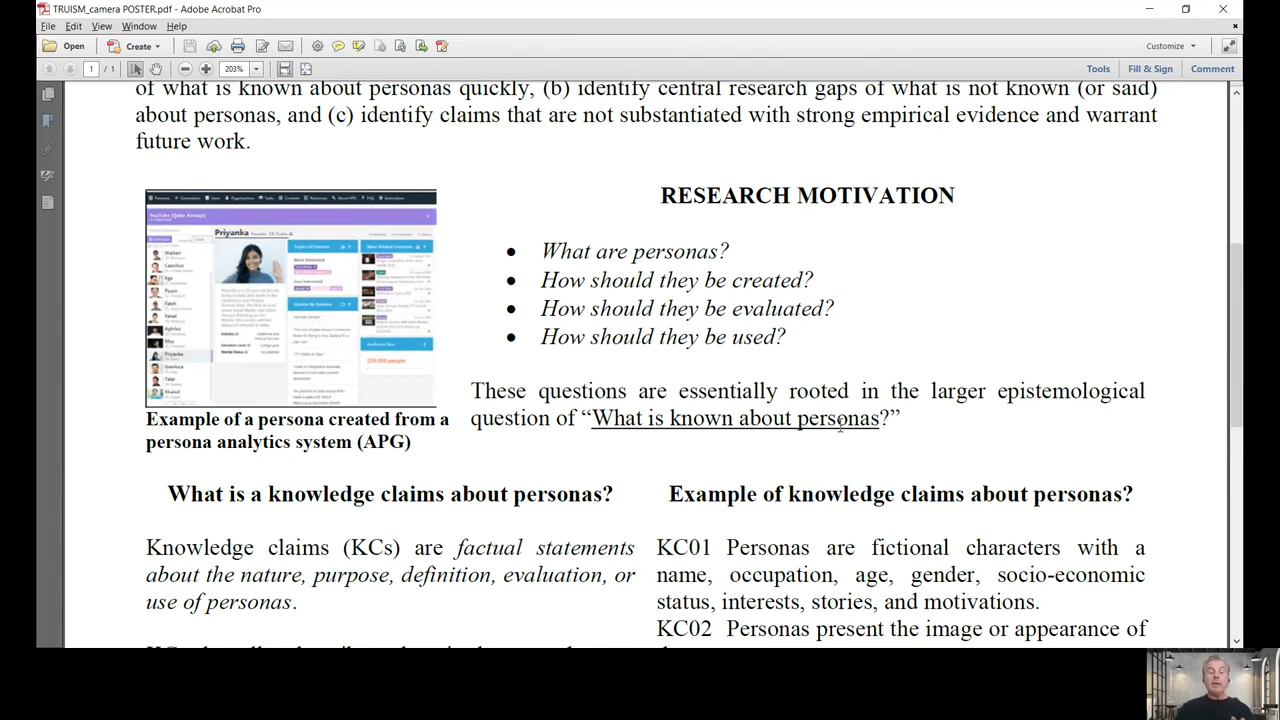 TRUISM_camera POSTER.pdf - Adobe Acrobat Pro
File Edit View Window Help
Open Create Customize
1 / 1 203% Tools Fill & Sign Comment
of what is known about personas quickly, (b) identify central research gaps of what is not known (or said)
about personas, and (c) identify claims that are not substantiated with strong empirical evidence and warrant
future work.
Priyanka
Example of a persona created from a
persona analytics system (APG)
RESEARCH MOTIVATION
• What are personas?
• How should they be created?
• How should they be evaluated?
• How should they be used?
These questions are essentially rooted in the larger epistemological
question of “What is known about personas?”
What is a knowledge claims about personas?
Knowledge claims (KCs) are factual statements
about the nature, purpose, definition, evaluation, or
use of personas.
Example of knowledge claims about personas?
KC01 Personas are fictional characters with a
name, occupation, age, gender, socio-economic
status, interests, stories, and motivations.
KC02 Personas present the image or appearance of